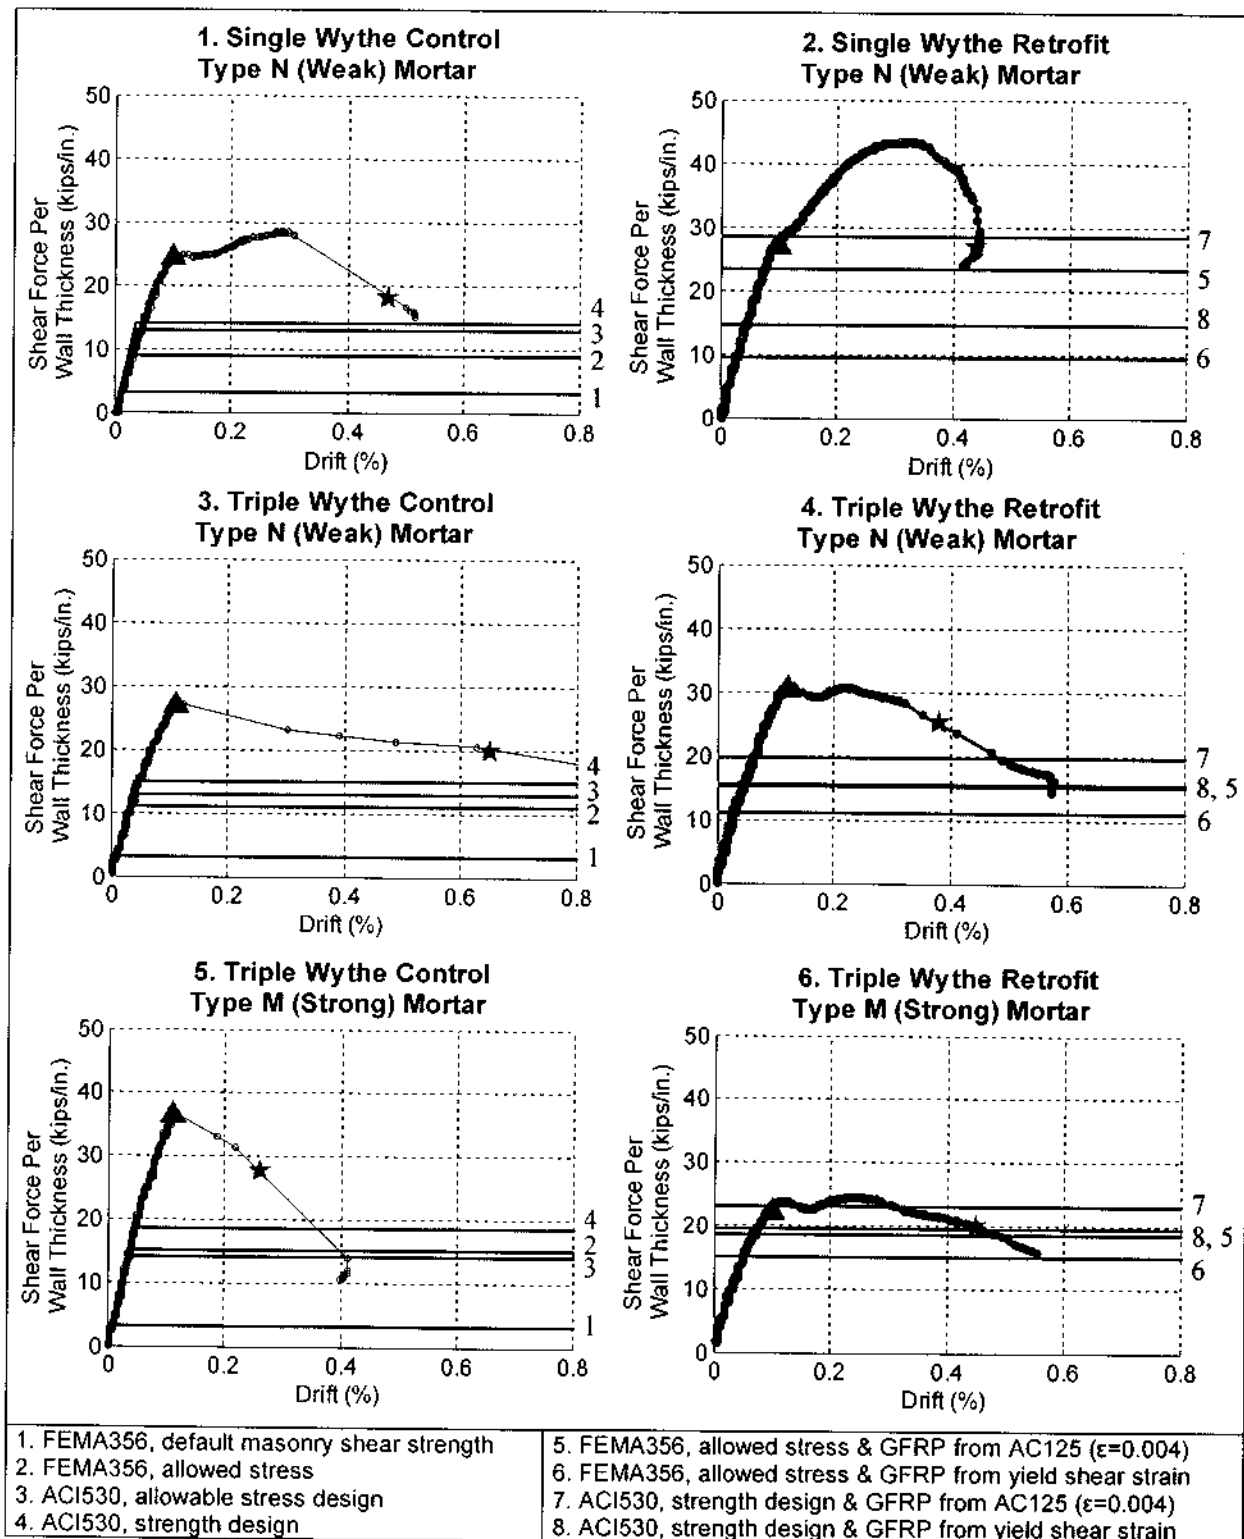 1. Single Wythe Control
Type N (Weak) Mortar
50
40
30
20
10
0
Shear Force Per
Wall Thickness (kips/in.)
4
3
2
1
0 0.2 0.4 0.6 0.8
Drift (%)
2. Single Wythe Retrofit
Type N (Weak) Mortar
50
40
30
20
10
0
Shear Force Per
Wall Thickness (kips/in.)
7
5
8
6
0 0.2 0.4 0.6 0.8
Drift (%)
3. Triple Wythe Control
Type N (Weak) Mortar
50
40
30
20
10
0
Shear Force Per
Wall Thickness (kips/in.)
4
3
2
1
0 0.2 0.4 0.6 0.8
Drift (%)
4. Triple Wythe Retrofit
Type N (Weak) Mortar
50
40
30
20
10
0
Shear Force Per
Wall Thickness (kips/in.)
7
8, 5
6
0 0.2 0.4 0.6 0.8
Drift (%)
5. Triple Wythe Control
Type M (Strong) Mortar
50
40
30
20
10
0
Shear Force Per
Wall Thickness (kips/in.)
4
2
3
1
0 0.2 0.4 0.6 0.8
Drift (%)
6. Triple Wythe Retrofit
Type M (Strong) Mortar
50
40
30
20
10
0
Shear Force Per
Wall Thickness (kips/in.)
7
8, 5
6
0 0.2 0.4 0.6 0.8
Drift (%)
1. FEMA356, default masonry shear strength
2. FEMA356, allowed stress
3. ACI530, allowable stress design
4. ACI530, strength design
5. FEMA356, allowed stress & GFRP from AC125 (ε=0.004)
6. FEMA356, allowed stress & GFRP from yield shear strain
7. ACI530, strength design & GFRP from AC125 (ε=0.004)
8. ACI530, strength design & GFRP from yield shear strain